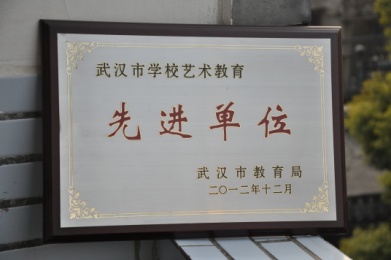 武汉市学校艺术教育
先进单位
武汉市教育局
二〇一二年十二月